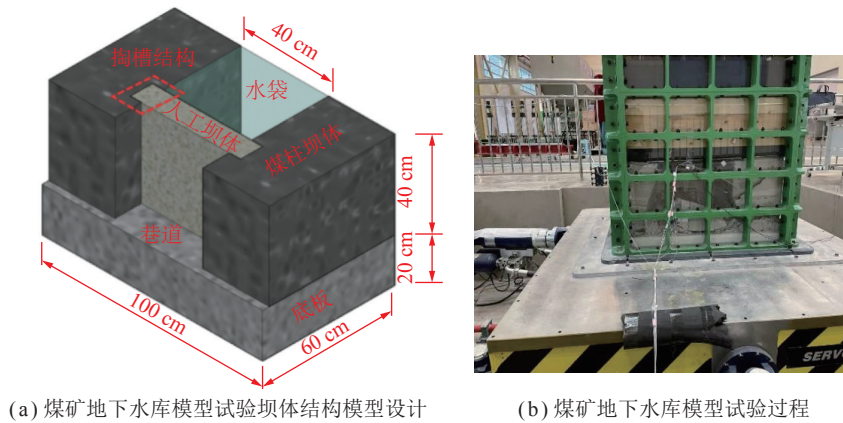 40 cm
掏槽结构
水袋
人工坝体
煤柱坝体
40 cm
巷道
20 cm
底板
100 cm
60 cm
SERVO
(a) 煤矿地下水库模型试验坝体结构模型设计
(b) 煤矿地下水库模型试验过程